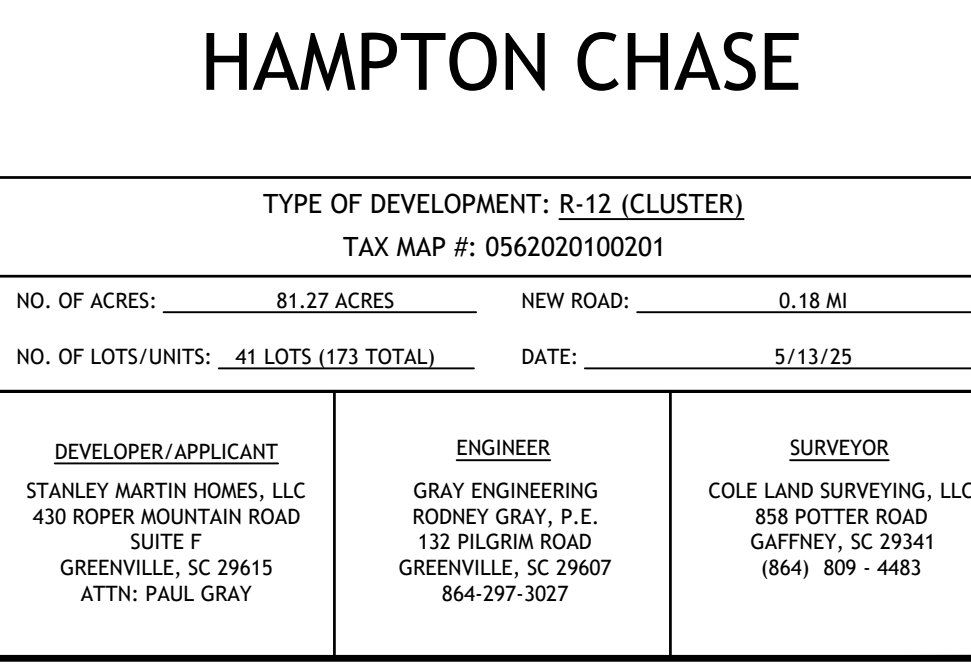 HAMPTON CHASE
TYPE OF DEVELOPMENT: R-12 (CLUSTER)
TAX MAP #: 0562020100201
NO. OF ACRES: 81.27 ACRES NEW ROAD: 0.18 MI
NO. OF LOTS/UNITS: 41 LOTS (173 TOTAL) DATE: 5/13/25
DEVELOPER/APPLICANT
STANLEY MARTIN HOMES, LLC
430 ROPER MOUNTAIN ROAD
SUITE F
GREENVILLE, SC 29615
ATTN: PAUL GRAY
ENGINEER
GRAY ENGINEERING
RODNEY GRAY, P.E.
132 PILGRIM ROAD
GREENVILLE, SC 29607
864-297-3027
SURVEYOR
COLE LAND SURVEYING, LLC
858 POTTER ROAD
GAFFNEY, SC 29341
(864) 809 - 4483